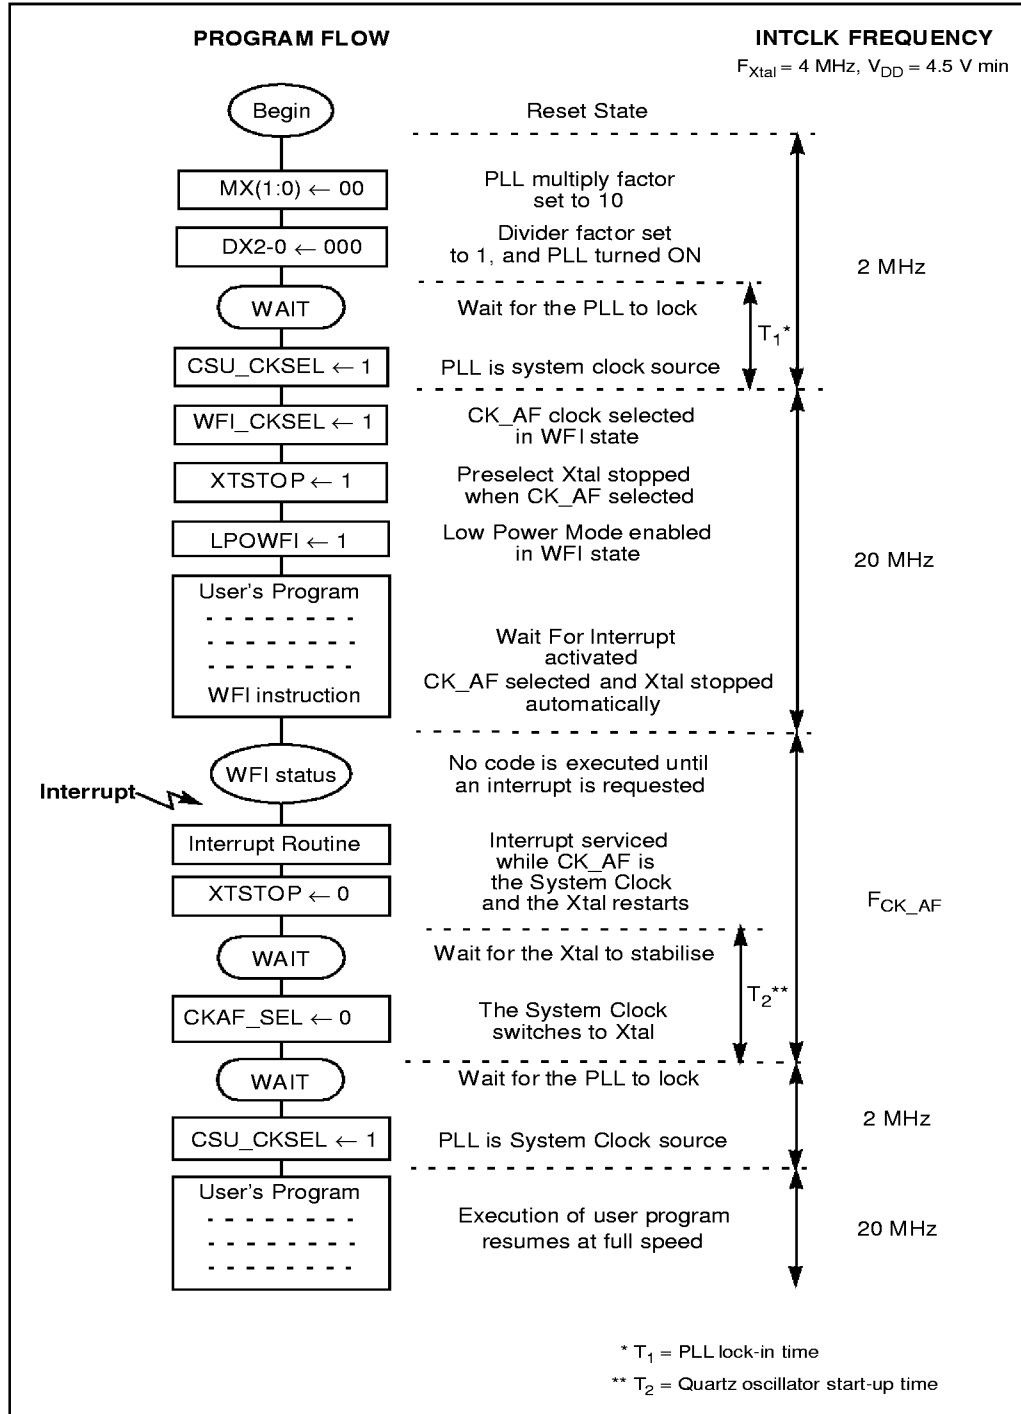 PROGRAM FLOW
INTCLK FREQUENCY
F_Xtal = 4 MHz, V_DD = 4.5 V min
Begin
Reset State
MX(1:0) ← 00
PLL multiply factor
set to 10
DX2-0 ← 000
Divider factor set
to 1, and PLL turned ON
2 MHz
WAIT
Wait for the PLL to lock
T_1*
CSU_CKSEL ← 1
PLL is system clock source
WFI_CKSEL ← 1
CK_AF clock selected
in WFI state
XTSTOP ← 1
Preselect Xtal stopped
when CK_AF selected
LPOWFI ← 1
Low Power Mode enabled
in WFI state
20 MHz
User's Program
WFI instruction
Wait For Interrupt
activated
CK_AF selected and Xtal stopped
automatically
WFI status
No code is executed until
an interrupt is requested
Interrupt
Interrupt Routine
Interrupt serviced
while CK_AF is
the System Clock
and the Xtal restarts
XTSTOP ← 0
F_CK_AF
WAIT
Wait for the Xtal to stabilise
T_2**
CKAF_SEL ← 0
The System Clock
switches to Xtal
WAIT
Wait for the PLL to lock
2 MHz
CSU_CKSEL ← 1
PLL is System Clock source
User's Program
Execution of user program
resumes at full speed
20 MHz
* T_1 = PLL lock-in time
** T_2 = Quartz oscillator start-up time